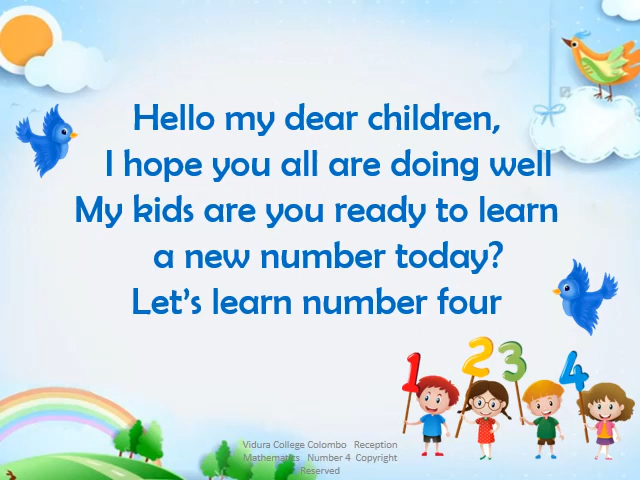 Hello my dear children,
I hope you all are doing well
My kids are you ready to learn
a new number today?
Let's learn number four
1 2 3 4
Vidura College Colombo Reception
Mathematics Number 4 Copyright
Reserved